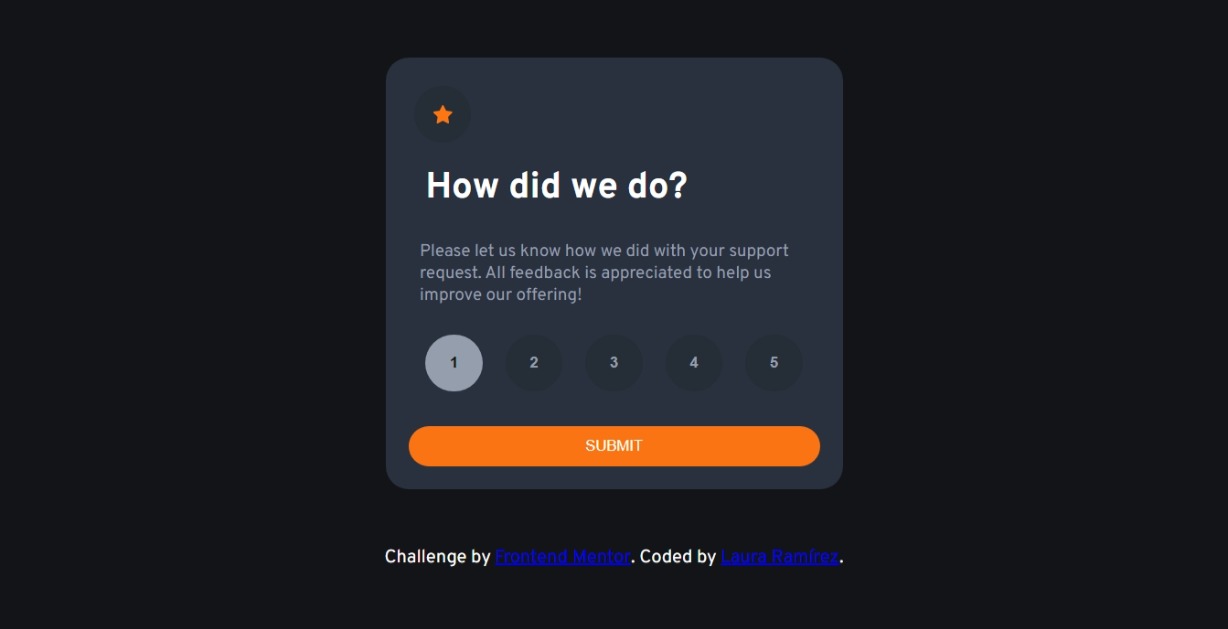 How did we do?
Please let us know how we did with your support
request. All feedback is appreciated to help us
improve our offering!
1 2 3 4 5
SUBMIT
Challenge by Frontend Mentor. Coded by Laura Ramírez.